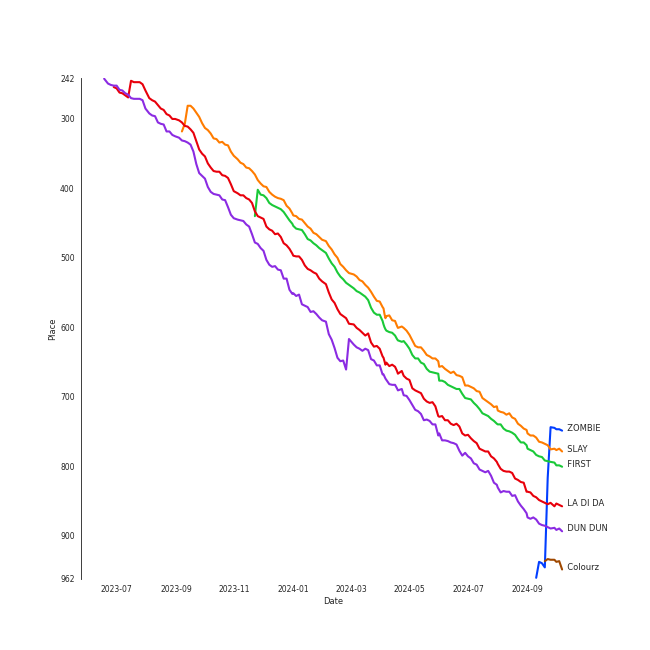 242
300
400
500
600
700
800
900
962
Place
2023-07
2023-09
2023-11
2024-01
2024-03
2024-05
2024-07
2024-09
Date
ZOMBIE
SLAY
FIRST
LA DI DA
DUN DUN
Colourz